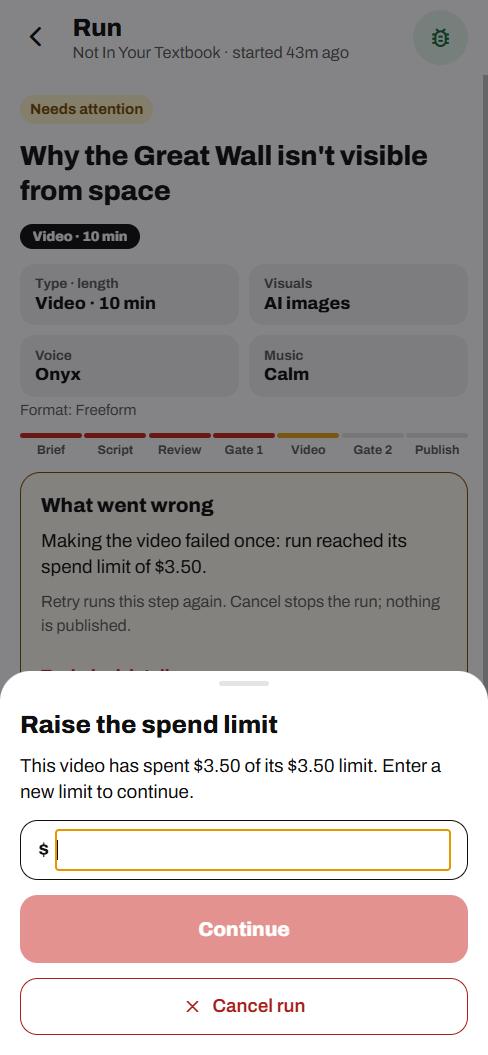 Run
Not In Your Textbook · started 43m ago
Needs attention
Why the Great Wall isn't visible
from space
Video · 10 min
Type · length
Video · 10 min
Visuals
AI images
Voice
Onyx
Music
Calm
Format: Freeform
Brief Script Review Gate 1 Video Gate 2 Publish
What went wrong
Making the video failed once: run reached its
spend limit of $3.50.
Retry runs this step again. Cancel stops the run; nothing
is published.
Raise the spend limit
This video has spent $3.50 of its $3.50 limit. Enter a
new limit to continue.
$
Continue
Cancel run